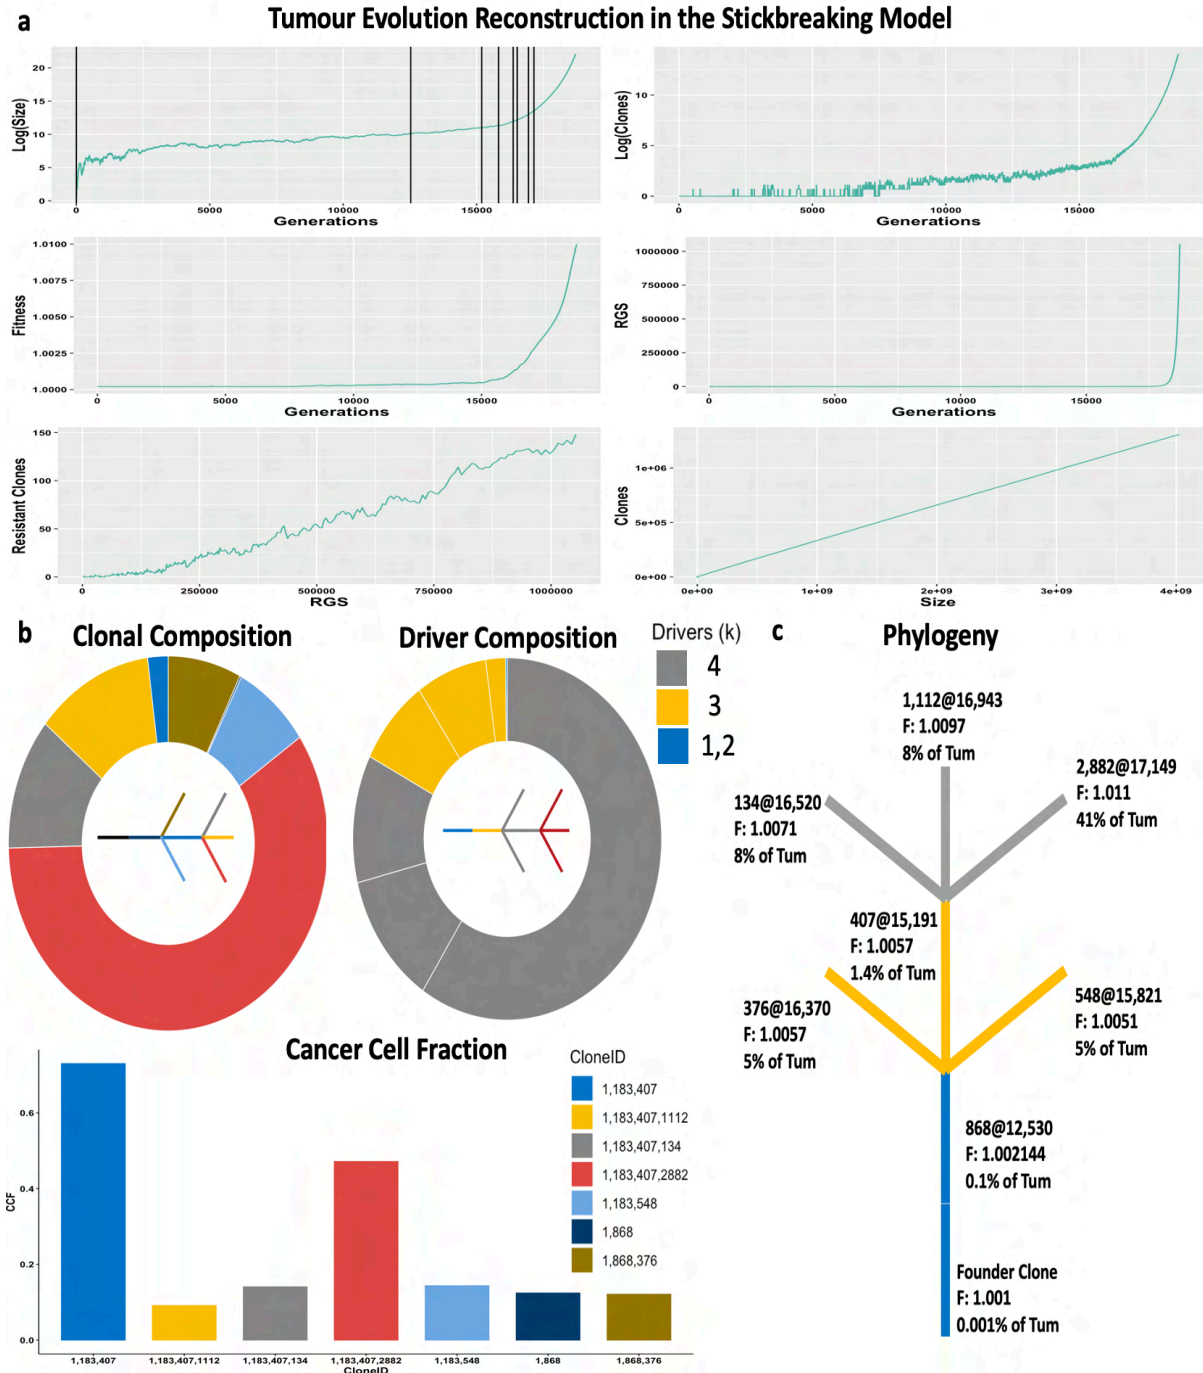 a
Tumour Evolution Reconstruction in the Stickbreaking Model
Log(Size)
20
15
10
5
0
0 5000 10000 15000
Generations
Log(Clones)
10
5
0
0 5000 10000 15000
Generations
Fitness
1.0100
1.0075
1.0050
1.0025
1.0000
0 5000 10000 15000
Generations
RGS
1000000
750000
500000
250000
0
0 5000 10000 15000
Generations
Resistant Clones
150
100
50
0
0 250000 500000 750000 1000000
RGS
Clones
1e+06
5e+05
0e+00
0e+00 1e+09 2e+09 3e+09 4e+09
Size
b
Clonal Composition
Driver Composition
Drivers (k)
4
3
1,2
c
Phylogeny
1,112@16,943
F: 1.0097
8% of Tum
2,882@17,149
F: 1.011
41% of Tum
134@16,520
F: 1.0071
8% of Tum
407@15,191
F: 1.0057
1.4% of Tum
376@16,370
F: 1.0057
5% of Tum
548@15,821
F: 1.0051
5% of Tum
868@12,530
F: 1.002144
0.1% of Tum
Founder Clone
F: 1.001
0.001% of Tum
Cancer Cell Fraction
CCF
0.6
0.4
0.2
0.0
1,183,407 1,183,407,1112 1,183,407,134 1,183,407,2882 1,183,548 1,868 1,868,376
CloneID
CloneID
1,183,407
1,183,407,1112
1,183,407,134
1,183,407,2882
1,183,548
1,868
1,868,376